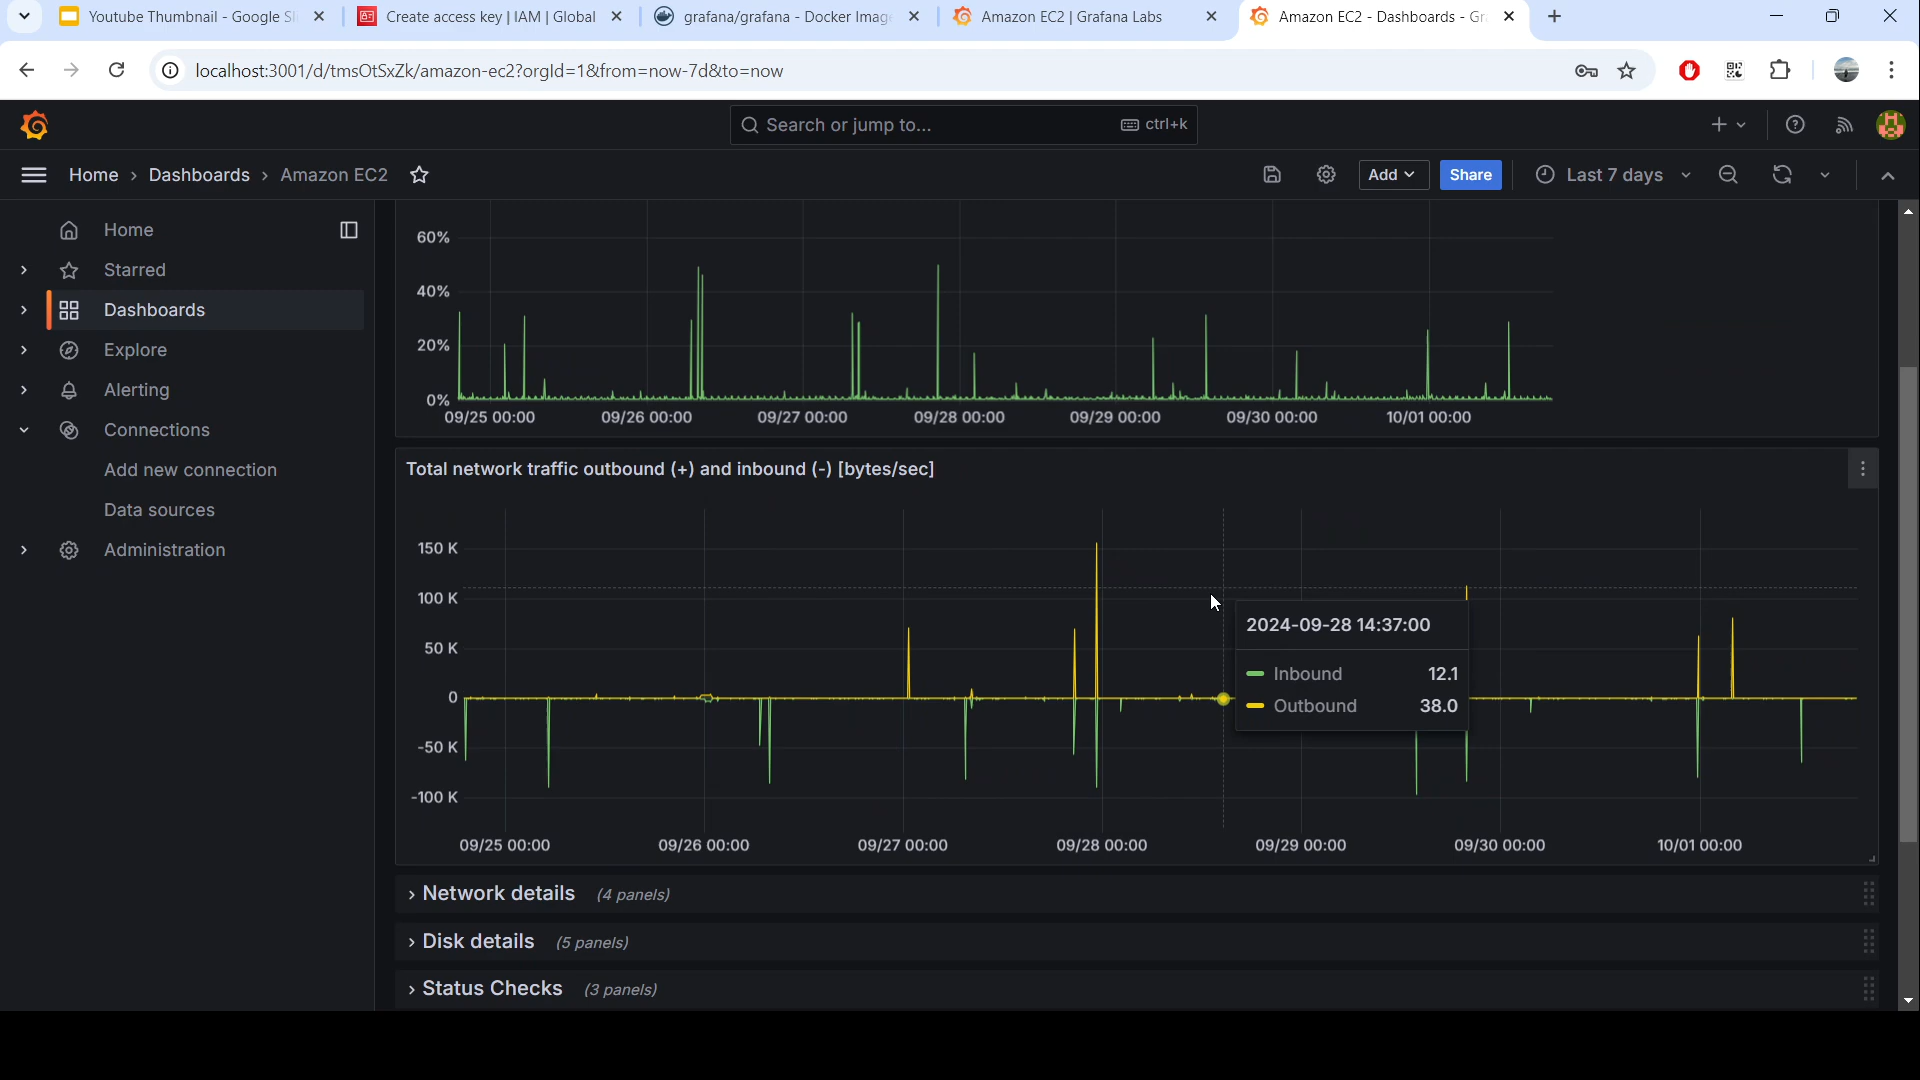 Youtube Thumbnail - Google Sl
Create access key | IAM | Global
grafana/grafana - Docker Image
Amazon EC2 | Grafana Labs
Amazon EC2 - Dashboards - Gr
localhost:3001/d/tmsOtSxZk/amazon-ec2?orgId=1&from=now-7d&to=now
Search or jump to...
ctrl+k
Home › Dashboards › Amazon EC2
Add
Share
Last 7 days
Home
Starred
Dashboards
Explore
Alerting
Connections
Add new connection
Data sources
Administration
60%
40%
20%
0%
09/25 00:00 09/26 00:00 09/27 00:00 09/28 00:00 09/29 00:00 09/30 00:00 10/01 00:00
Total network traffic outbound (+) and inbound (-) [bytes/sec]
150 K
100 K
50 K
0
-50 K
-100 K
2024-09-28 14:37:00
Inbound 12.1
Outbound 38.0
09/25 00:00 09/26 00:00 09/27 00:00 09/28 00:00 09/29 00:00 09/30 00:00 10/01 00:00
Network details (4 panels)
Disk details (5 panels)
Status Checks (3 panels)